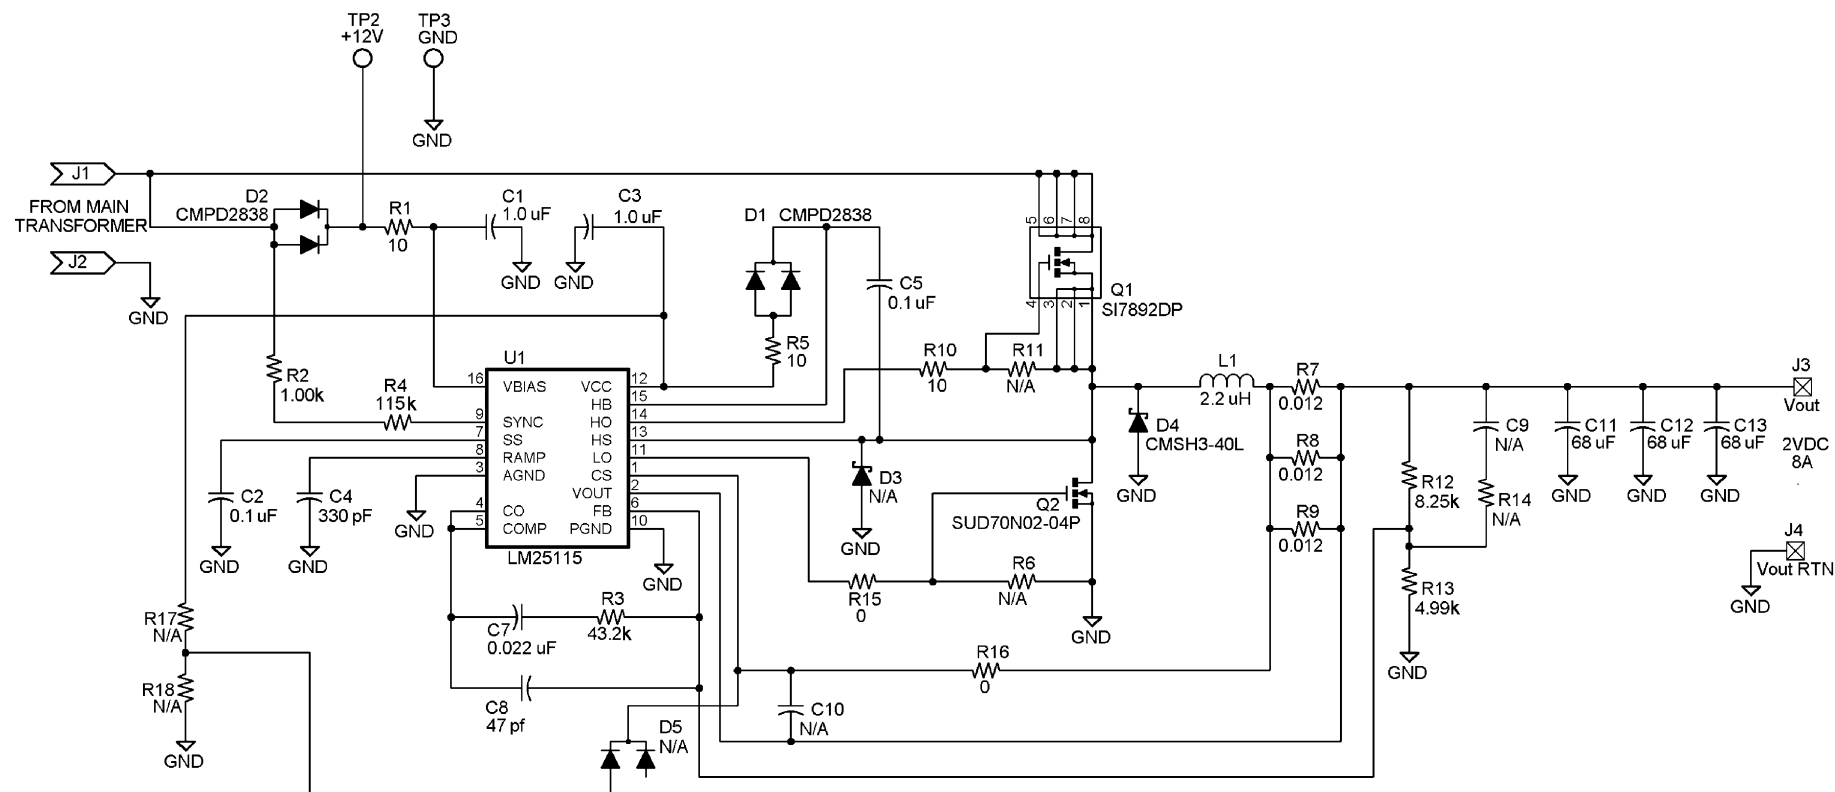 TP2
+12V
TP3
GND
GND
J1
FROM MAIN
TRANSFORMER
J2
GND
D2
CMPD2838
R1
10
C1
1.0 uF
GND
C3
1.0 uF
GND
D1 CMPD2838
C5
0.1 uF
R5
10
5 6 7 8
4 3 2 1
Q1
SI7892DP
R2
1.00k
R4
115k
U1
16 VBIAS VCC 12
HB 15
HO 14
9 SYNC
7 SS HS 13
8 RAMP LO 11
3 AGND CS 1
VOUT 2
4 CO FB 6
5 COMP PGND 10
LM25115
GND
R10
10
R11
N/A
L1
2.2 uH
R7
0.012
R8
0.012
R9
0.012
J3
Vout
2VDC
8A
D4
CMSH3-40L
GND
D3
N/A
GND
Q2
SUD70N02-04P
C9
N/A
R12
8.25k
R14
N/A
C11
68 uF
GND
C12
68 uF
GND
C13
68 uF
GND
J4
Vout RTN
GND
R13
4.99k
GND
C2
0.1 uF
GND
C4
330 pF
GND
GND
R15
0
R6
N/A
GND
R17
N/A
R18
N/A
GND
C7
0.022 uF
R3
43.2k
C8
47 pf
R16
0
C10
N/A
D5
N/A